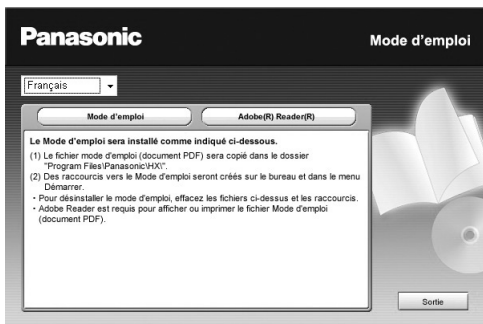 Panasonic
Mode d'emploi
Français
Mode d'emploi
Adobe(R) Reader(R)
Le Mode d'emploi sera installé comme indiqué ci-dessous.
(1) Le fichier mode d'emploi (document PDF) sera copié dans le dossier
"Program Files\Panasonic\HX\".
(2) Des raccourcis vers le Mode d'emploi seront créés sur le bureau et dans le menu
Démarrer.
・Pour désinstaller le mode d'emploi, effacez les fichiers ci-dessus et les raccourcis.
・Adobe Reader est requis pour afficher ou imprimer le fichier Mode d'emploi
(document PDF).
Sortie